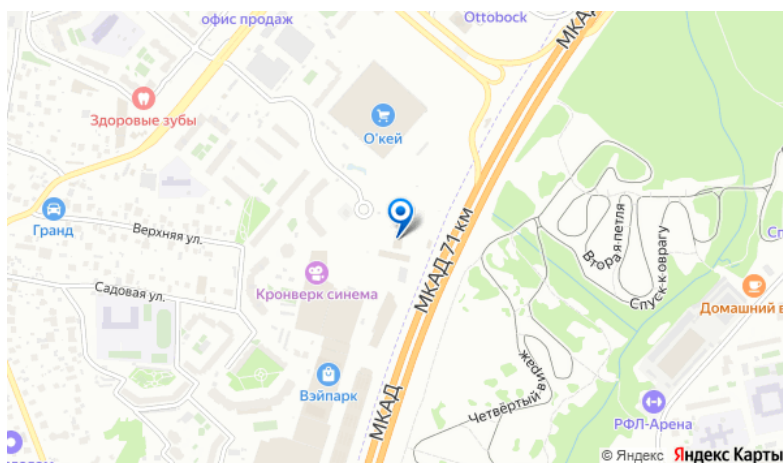 офис продаж
Ottobock
МКАД
Здоровые зубы
О'кей
Гранд
Верхняя ул.
МКАД 71 км
Вторая петля
Спуск к оврагу
Сп
Кронверк синема
Садовая ул.
Домашний в
Четвёртый вираж
Вэйпарк
МКАД
РФЛ-Арена
© Яндекс Яндекс Карты